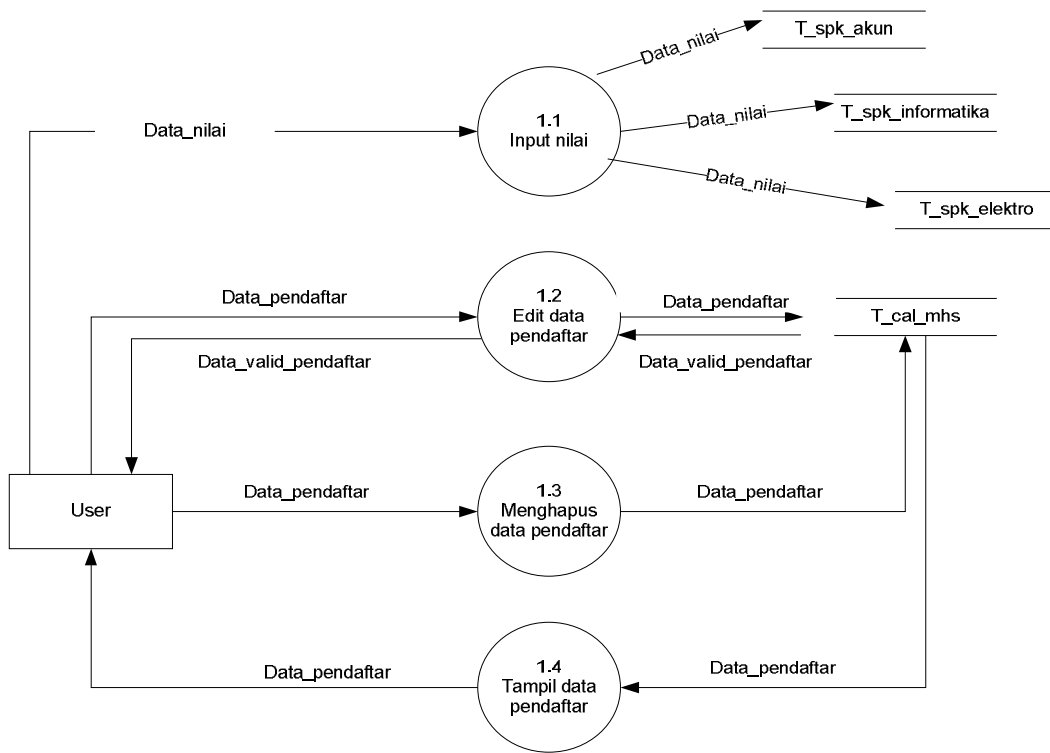 T_spk_akun
Data_nilai
1.1
Input nilai
Data_nilai
Data_nilai
T_spk_informatika
Data_nilai
T_spk_elektro
1.2
Edit data
pendaftar
Data_pendaftar
Data_pendaftar
T_cal_mhs
Data_valid_pendaftar
Data_valid_pendaftar
User
Data_pendaftar
1.3
Menghapus
data pendaftar
Data_pendaftar
Data_pendaftar
1.4
Tampil data
pendaftar
Data_pendaftar